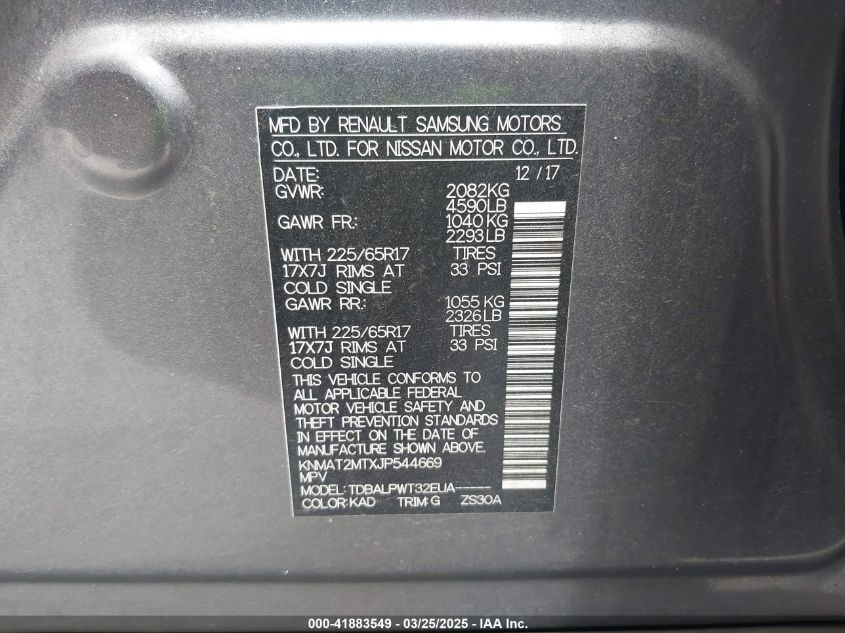 MFD BY RENAULT SAMSUNG MOTORS
CO., LTD. FOR NISSAN MOTOR CO., LTD.
DATE: 12 / 17
GVWR: 2082KG
4590LB
GAWR FR.: 1040 KG
2293LB
WITH 225/65R17 TIRES
17X7J RIMS AT 33 PSI
COLD SINGLE
GAWR RR.: 1055 KG
2326LB
WITH 225/65R17 TIRES
17X7J RIMS AT 33 PSI
COLD SINGLE
THIS VEHICLE CONFORMS TO
ALL APPLICABLE FEDERAL
MOTOR VEHICLE SAFETY AND
THEFT PREVENTION STANDARDS
IN EFFECT ON THE DATE OF
MANUFACTURE SHOWN ABOVE.
KNMAT2MTXJP544669
MPV
MODEL: TDBALPWT32EUA-----
COLOR: KAD TRIM: G ZS30A
000-41883549 - 03/25/2025 - IAA Inc.